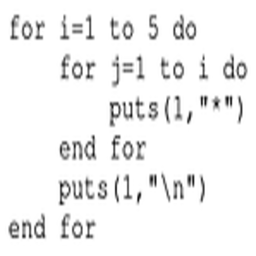 for i=1 to 5 do
    for j=1 to i do
        puts(1,"*")
    end for
    puts(1,"\n")
end for